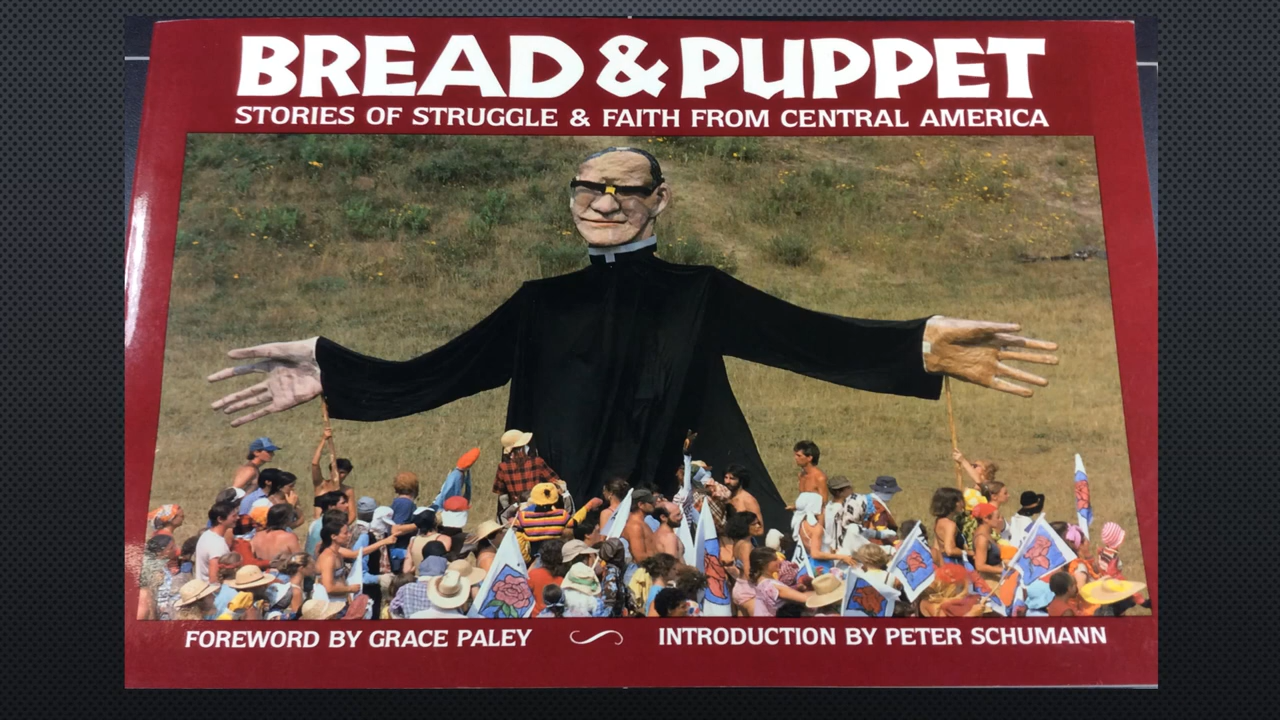 BREAD & PUPPET
STORIES OF STRUGGLE & FAITH FROM CENTRAL AMERICA
FOREWORD BY GRACE PALEY
INTRODUCTION BY PETER SCHUMANN